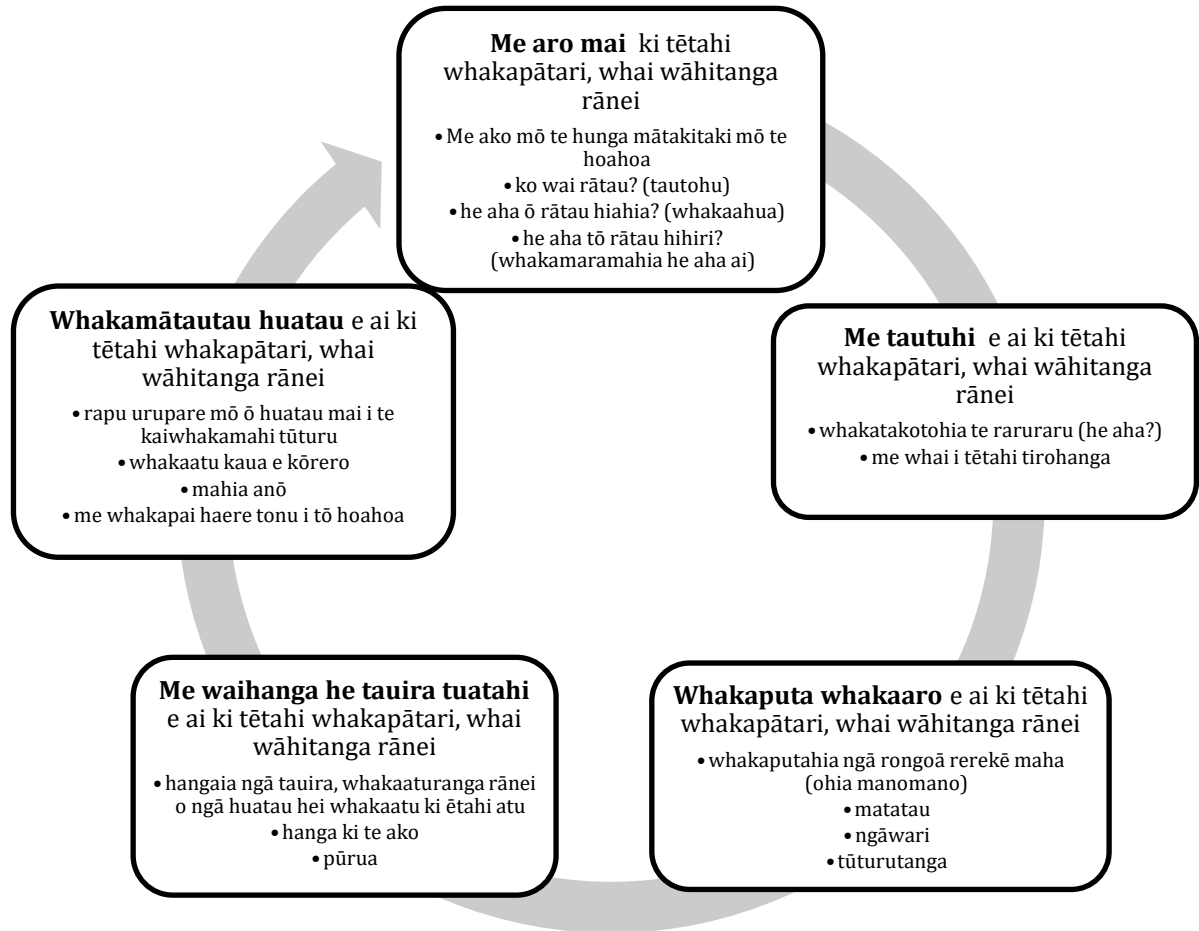 Me aro mai ki tētahi
whakapātari, whai wāhitanga
rānei
• Me ako mō te hunga mātakitaki mō te
hoahoa
• ko wai rātau? (tautohu)
• he aha ō rātau hiahia? (whakaahua)
• he aha tō rātau hihiri?
(whakamaramahia he aha ai)
Me tautuhi e ai ki tētahi
whakapātari, whai wāhitanga
rānei
• whakatakotohia te raruraru (he aha?)
• me whai i tētahi tirohanga
Whakaputa whakaaro e ai ki tētahi
whakapātari, whai wāhitanga rānei
• whakaputahia ngā rongoā rerekē maha
(ohia manomano)
• matatau
• ngāwari
• tūturutanga
Me waihanga he tauira tuatahi
e ai ki tētahi whakapātari, whai
wāhitanga rānei
• hangaia ngā tauira, whakaaturanga rānei
o ngā huatau hei whakaatu ki ētahi atu
• hanga ki te ako
• pūrua
Whakamātautau huatau e ai ki
tētahi whakapātari, whai
wāhitanga rānei
• rapu urupare mō ō huatau mai i te
kaiwhakamahi tūturu
• whakaatu kaua e kōrero
• mahia anō
• me whakapai haere tonu i tō hoahoa